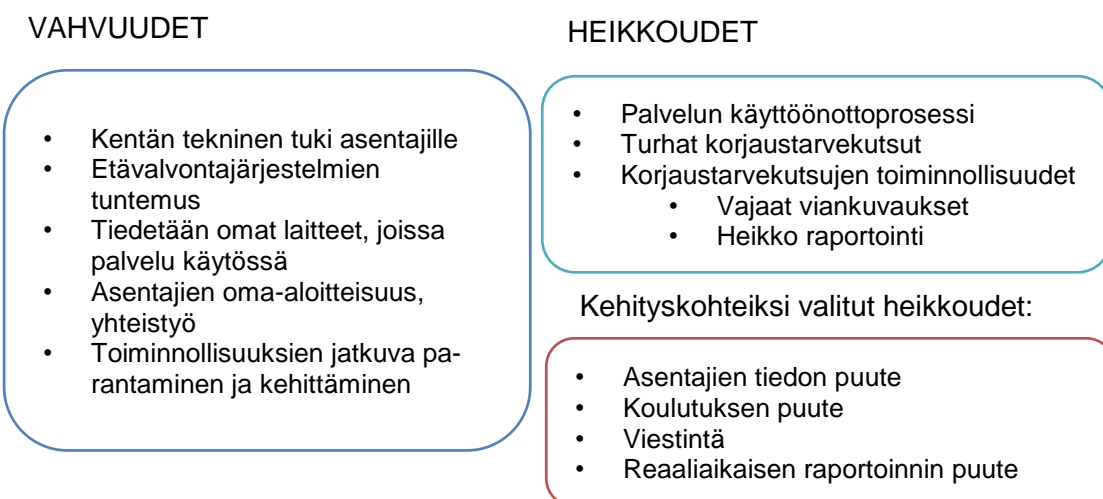 VAHVUUDET
• Kentän tekninen tuki asentajille
• Etävalvontajärjestelmien
tuntemus
• Tiedetään omat laitteet, joissa
palvelu käytössä
• Asentajien oma-aloitteisuus,
yhteistyö
• Toiminnollisuuksien jatkuva pa-
rantaminen ja kehittäminen
HEIKKOUDET
• Palvelun käyttöönottoprosessi
• Turhat korjaustarvekutsut
• Korjaustarvekutsujen toiminnollisuudet
• Vajaat viankuvaukset
• Heikko raportointi
Kehityskohteiksi valitut heikkoudet:
• Asentajien tiedon puute
• Koulutuksen puute
• Viestintä
• Reaaliaikaisen raportoinnin puute